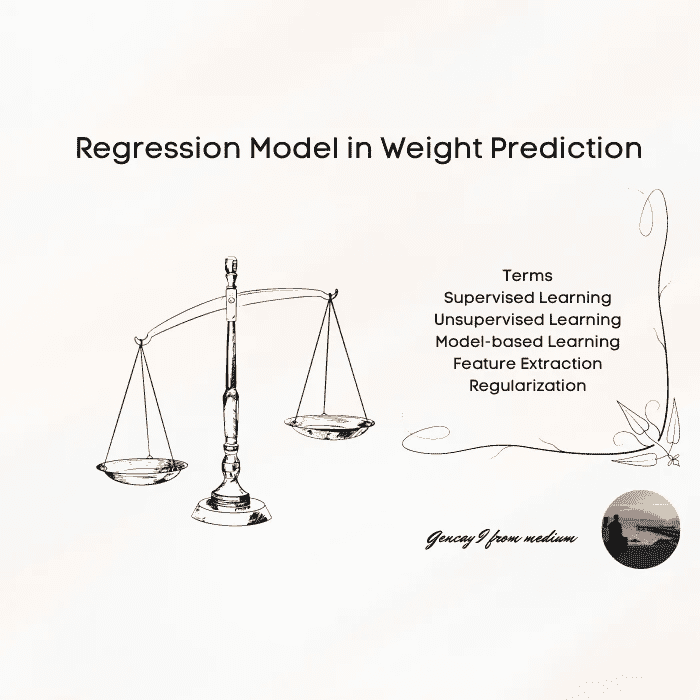 Regression Model in Weight Prediction
Terms
Supervised Learning
Unsupervised Learning
Model-based Learning
Feature Extraction
Regularization
Gencay I from medium